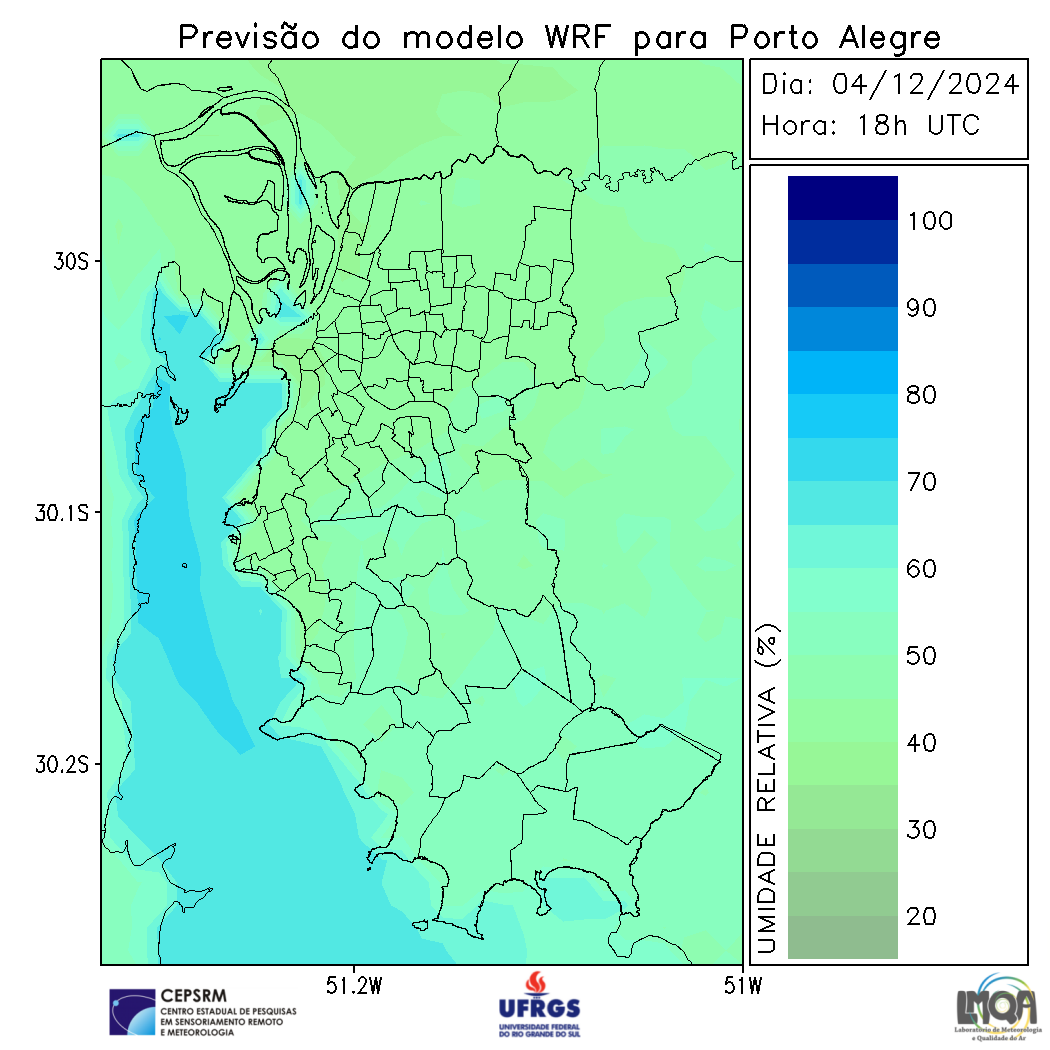 Previsão do modelo WRF para Porto Alegre
Dia: 04/12/2024
Hora: 18h UTC
100
90
80
70
60
50
40
30
20
UMIDADE RELATIVA (%)
30S
30.1S
30.2S
51.2W
51W
CEPSRM
CENTRO ESTADUAL DE PESQUISAS
EM SENSORIAMENTO REMOTO
E METEOROLOGIA
UFRGS
UNIVERSIDADE FEDERAL
DO RIO GRANDE DO SUL
LMQA
Laboratório de Meteorologia
e Qualidade do Ar